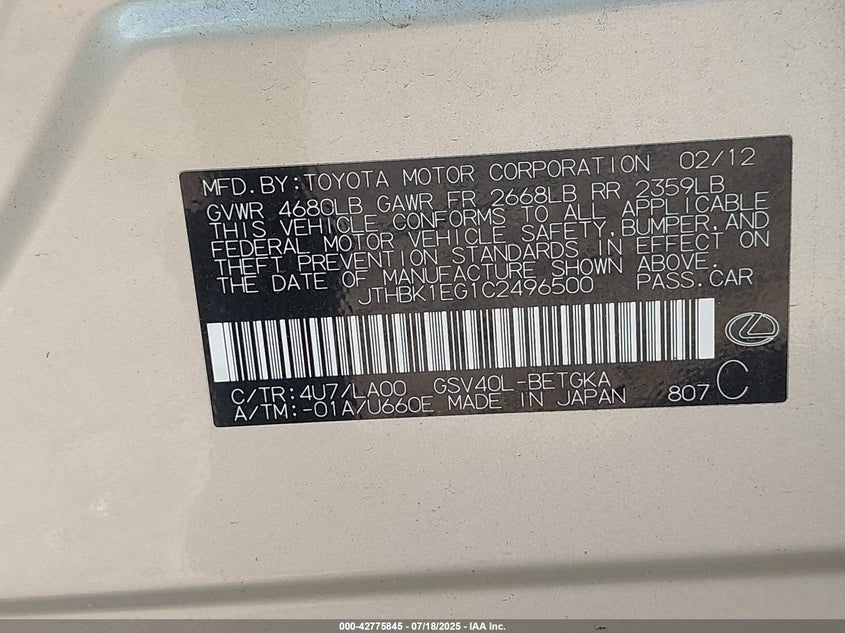 MFD.BY:TOYOTA MOTOR CORPORATION 02/12
GVWR 4680LB GAWR FR 2668LB RR 2359LB
THIS VEHICLE CONFORMS TO ALL APPLICABLE
FEDERAL MOTOR VEHICLE SAFETY,BUMPER,AND
THEFT PREVENTION STANDARDS IN EFFECT ON
THE DATE OF MANUFACTURE SHOWN ABOVE.
JTHBK1EG1C2496500 PASS.CAR
C/TR:4U7/LA00 GSV40L-BETGKA
A/TM:-01A/U660E MADE IN JAPAN 807 C
000-42775845 - 07/18/2025 - IAA Inc.